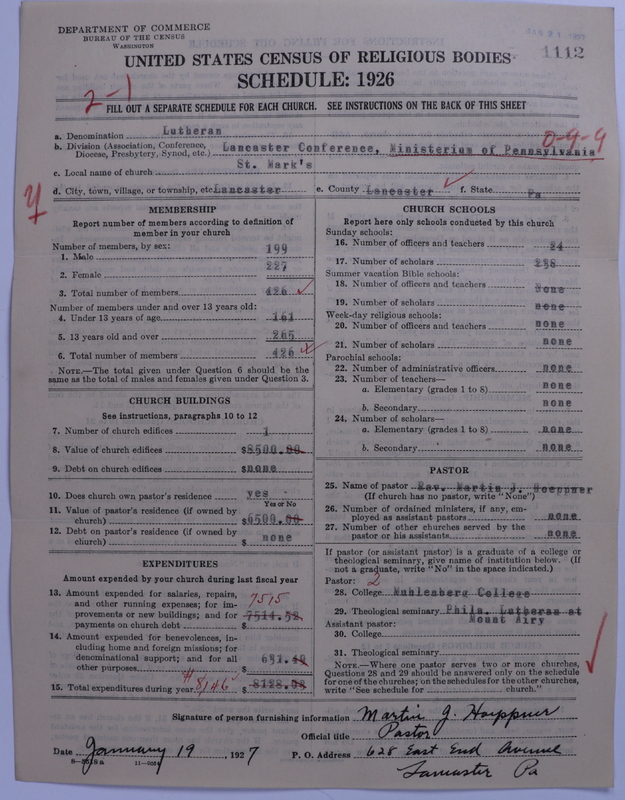 DEPARTMENT OF COMMERCE
BUREAU OF THE CENSUS
WASHINGTON
1112
UNITED STATES CENSUS OF RELIGIOUS BODIES
SCHEDULE: 1926
2-1
FILL OUT A SEPARATE SCHEDULE FOR EACH CHURCH. SEE INSTRUCTIONS ON THE BACK OF THIS SHEET
a. Denomination Lutheran
0-9-9
b. Division (Association, Conference, Diocese, Presbytery, Synod, etc.) Lancaster Conference, Ministerium of Pennsylvania
c. Local name of church St. Mark's
d. City, town, village, or township, etc. Lancaster e. County Lancaster f. State Pa
MEMBERSHIP
Report number of members according to definition of
member in your church
Number of members, by sex:
1. Male 199
2. Female 227
3. Total number of members 426
Number of members under and over 13 years old:
4. Under 13 years of age 161
5. 13 years old and over 265
6. Total number of members 426
NOTE.—The total given under Question 6 should be the
same as the total of males and females given under Question 3.
CHURCH BUILDINGS
See instructions, paragraphs 10 to 12
7. Number of church edifices 1
8. Value of church edifices $8500.00
9. Debt on church edifices $none
10. Does church own pastor's residence yes
Yes or No
11. Value of pastor's residence (if owned by
church) $6500.00
12. Debt on pastor's residence (if owned by
church) $ none
EXPENDITURES
Amount expended by your church during last fiscal year
13. Amount expended for salaries, repairs,
and other running expenses; for im- 7515
provements or new buildings; and for 7514.52
payments on church debt $
14. Amount expended for benevolences, in-
cluding home and foreign missions; for
denominational support; and for all
other purposes $ 631.48
15. Total expenditures during year $8146 $
CHURCH SCHOOLS
Report here only schools conducted by this church
Sunday schools:
16. Number of officers and teachers 24
17. Number of scholars 238
Summer vacation Bible schools:
18. Number of officers and teachers none
19. Number of scholars none
Week-day religious schools:
20. Number of officers and teachers none
21. Number of scholars none
Parochial schools:
22. Number of administrative officers none
23. Number of teachers—
a. Elementary (grades 1 to 8) none
b. Secondary none
24. Number of scholars—
a. Elementary (grades 1 to 8) none
b. Secondary none
PASTOR
25. Name of pastor Rev. Martin J. Hoeppner
(If church has no pastor, write "None")
26. Number of ordained ministers, if any, em-
ployed as assistant pastors none
27. Number of other churches served by the
pastor or his assistants none
If pastor (or assistant pastor) is a graduate of a college or
theological seminary, give name of institution below. (If
not a graduate, write "No" in the space indicated.)
Pastor: 2
28. College Muhlenberg College
29. Theological seminary Phila. Lutheran at
Assistant pastor: Mount Airy
30. College
31. Theological seminary
NOTE.—Where one pastor serves two or more churches,
Questions 28 and 29 should be answered only on the schedule
for one of the churches; on the schedules for the other churches,
write "See schedule for church."
Signature of person furnishing information Martin J. Hoeppner
Official title Pastor
Date January 19, 1927 P. O. Address 628 East End Avenue
Lancaster Pa